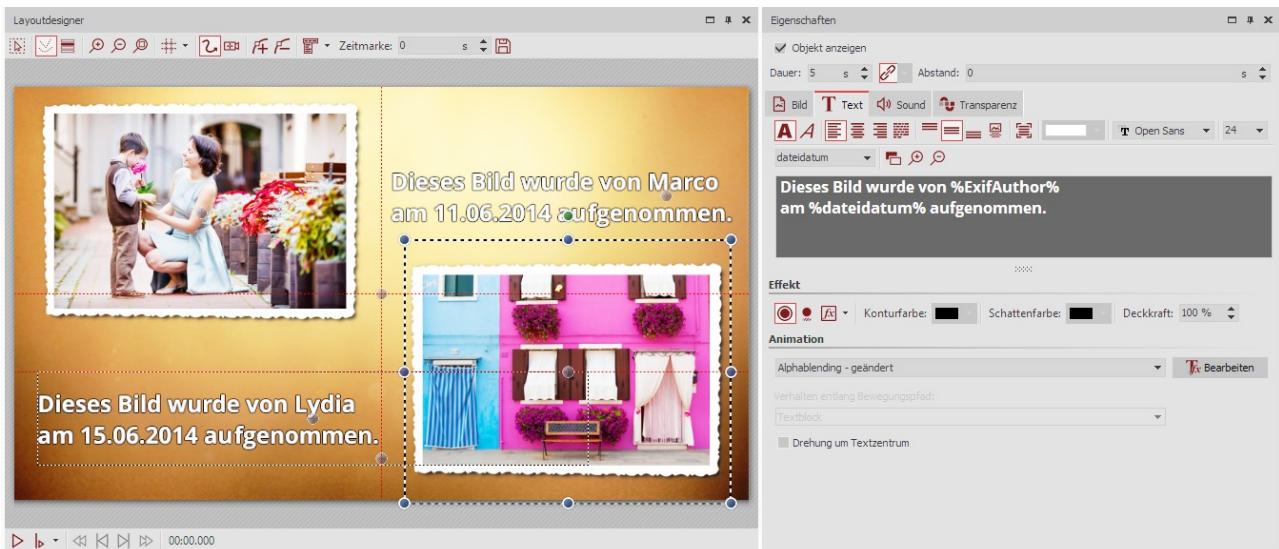 Layoutdesigner
Zeitmarke: 0 s
Dieses Bild wurde von Marco
am 11.06.2014 aufgenommen.
Dieses Bild wurde von Lydia
am 15.06.2014 aufgenommen.
00:00.000
Eigenschaften
Objekt anzeigen
Dauer: 5 s Abstand: 0 s
Bild T Text Sound Transparenz
A A T Open Sans 24
dateidatum
Dieses Bild wurde von %ExifAuthor%
am %dateidatum% aufgenommen.
Effekt
fx Konturfarbe: Schattenfarbe: Deckkraft: 100 %
Animation
Alphablending - geändert Tfx Bearbeiten
Verhalten entlang Bewegungspfad:
Textblock
Drehung um Textzentrum